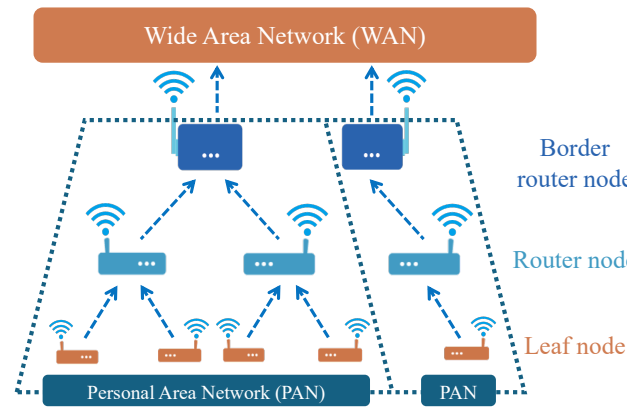 Wide Area Network (WAN)
Border
router node
Router node
Leaf node
Personal Area Network (PAN)
PAN